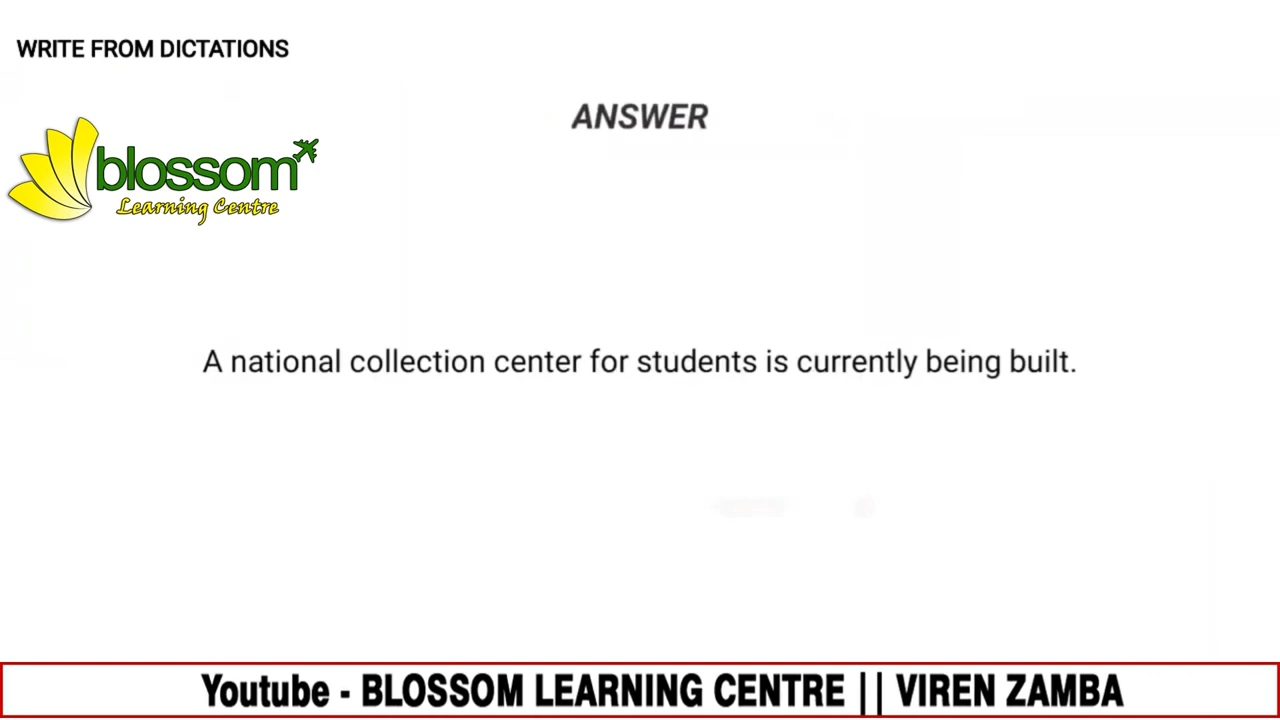 WRITE FROM DICTATIONS
ANSWER
blossom
Learning Centre
A national collection center for students is currently being built.
Youtube - BLOSSOM LEARNING CENTRE || VIREN ZAMBA